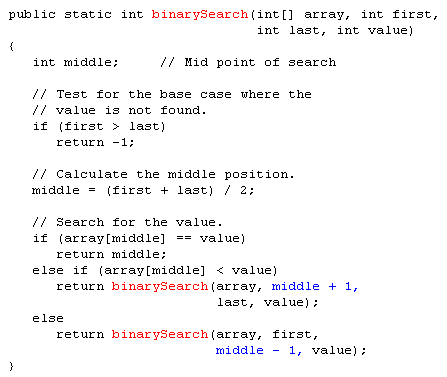 public static int binarySearch(int[] array, int first,
                               int last, int value)
{
   int middle;     // Mid point of search

   // Test for the base case where the
   // value is not found.
   if (first > last)
      return -1;

   // Calculate the middle position.
   middle = (first + last) / 2;

   // Search for the value.
   if (array[middle] == value)
      return middle;
   else if (array[middle] < value)
      return binarySearch(array, middle + 1,
                          last, value);
   else
      return binarySearch(array, first,
                          middle - 1, value);
}